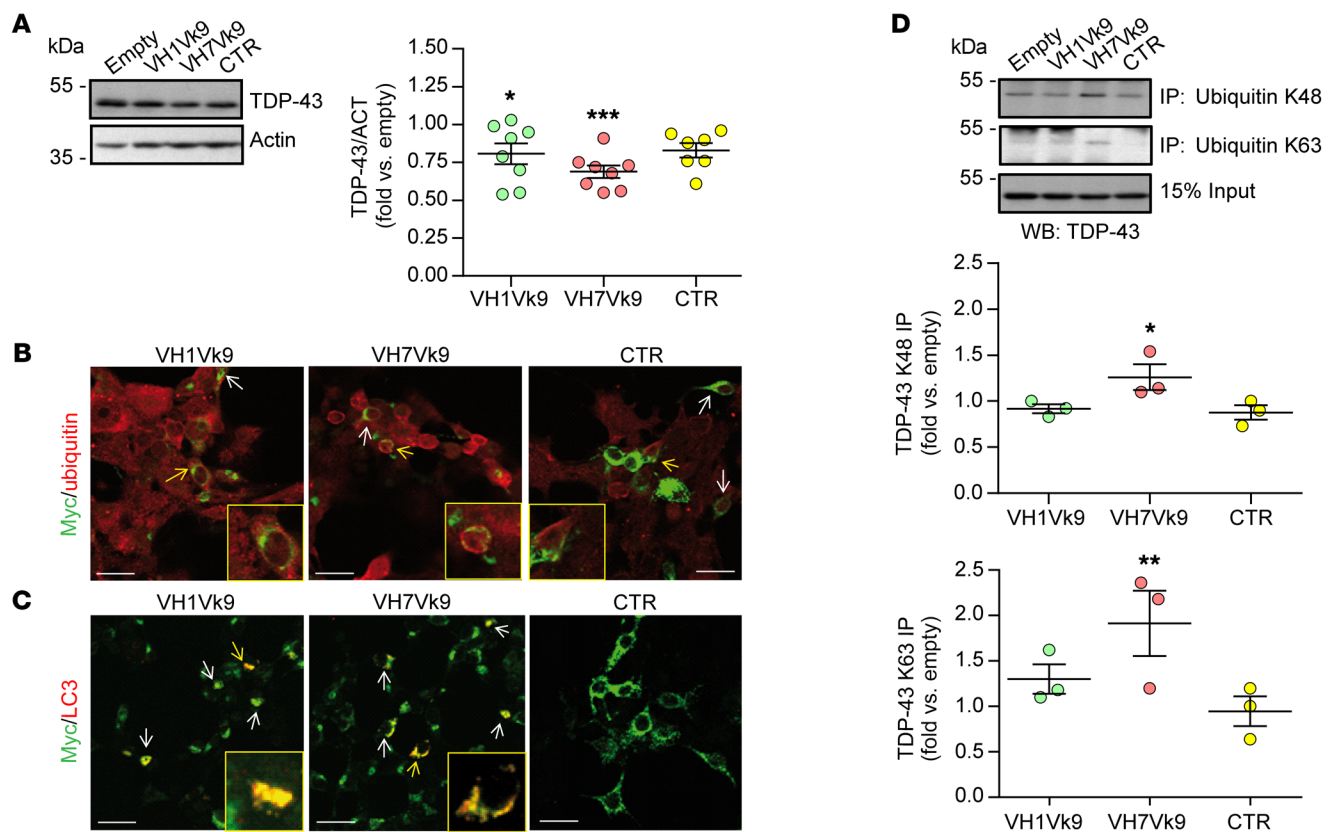 A
kDa
Empty
VH1Vk9
VH7Vk9
CTR
55 -
TDP-43
Actin
35 -
TDP-43/ACT
(fold vs. empty)
1.50
1.25
1.00
0.75
0.50
0.25
0.00
*
***
VH1Vk9
VH7Vk9
CTR
B
Myc/ubiquitin
VH1Vk9
VH7Vk9
CTR
C
Myc/LC3
VH1Vk9
VH7Vk9
CTR
D
kDa
Empty
VH1Vk9
VH7Vk9
CTR
55 -
IP: Ubiquitin K48
55 -
IP: Ubiquitin K63
55 -
15% Input
WB: TDP-43
TDP-43 K48 IP
(fold vs. empty)
2.5
2.0
1.5
1.0
0.5
0.0
*
VH1Vk9
VH7Vk9
CTR
TDP-43 K63 IP
(fold vs. empty)
2.5
2.0
1.5
1.0
0.5
0.0
**
VH1Vk9
VH7Vk9
CTR